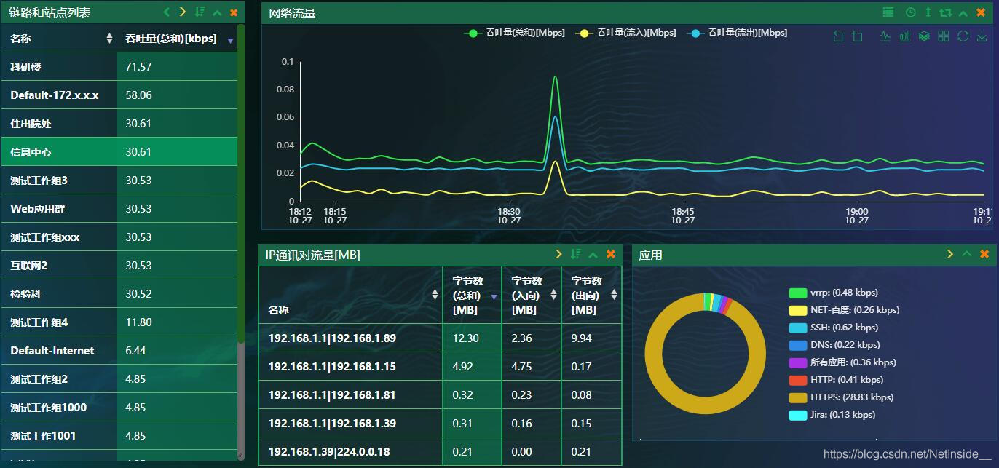 链路和站点列表
名称 吞吐量(总和)[kbps]
科研楼 71.57
Default-172.x.x.x 58.06
住出院处 30.61
信息中心 30.61
测试工作组3 30.53
Web应用群 30.53
测试工作组xxx 30.53
互联网2 30.53
检验科 30.52
测试工作组4 11.80
Default-Internet 6.44
测试工作组2 4.85
测试工作组1000 4.85
测试工作1001 4.85
网络流量
吞吐量(总和)[Mbps] 吞吐量(流入)[Mbps] 吞吐量(流出)[Mbps]
0.1
0.08
0.06
0.04
0.02
0
18:12 18:15 18:30 18:45 19:00 19:1
10-27 10-27 10-27 10-27 10-27 10-2
IP通讯对流量[MB]
名称 字节数(总和)[MB] 字节数(入向)[MB] 字节数(出向)[MB]
192.168.1.1|192.168.1.89 12.30 2.36 9.94
192.168.1.1|192.168.1.15 4.92 4.75 0.17
192.168.1.1|192.168.1.81 0.32 0.23 0.08
192.168.1.1|192.168.1.39 0.31 0.16 0.15
192.168.1.39|224.0.0.18 0.21 0.00 0.21
应用
vrrp: (0.48 kbps)
NET-百度: (0.26 kbps)
SSH: (0.62 kbps)
DNS: (0.22 kbps)
所有应用: (0.36 kbps)
HTTP: (0.41 kbps)
HTTPS: (28.83 kbps)
Jira: (0.13 kbps)
https://blog.csdn.net/NetInside__